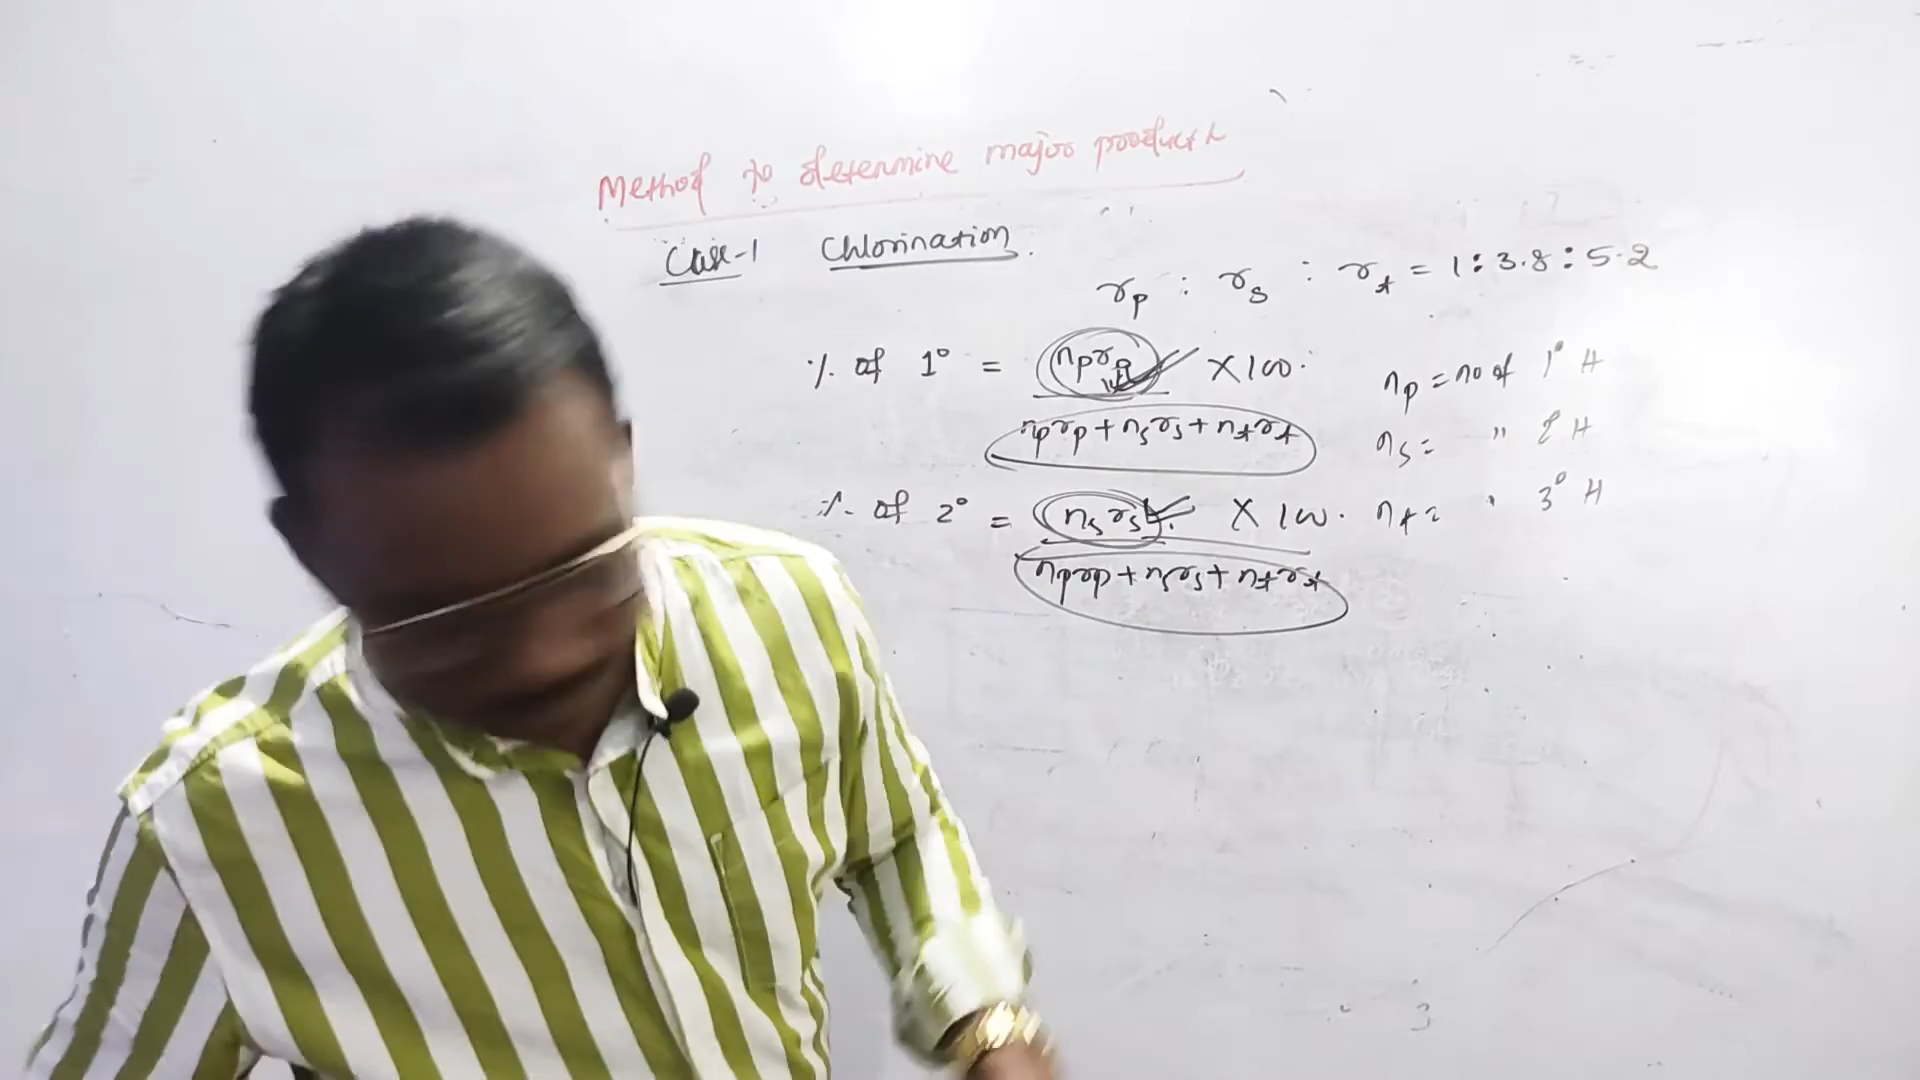 Method to determine major product
Case-1 Chlorination.
rp : rs : rt = 1 : 3.8 : 5.2
% of 1° = nprp × 100.
nprp + nsrs + ntrt
np = no of 1° H
ns = " 2° H
% of 2° = nsrs × 100.
nprp + nsrs + ntrt
nt = " 3° H